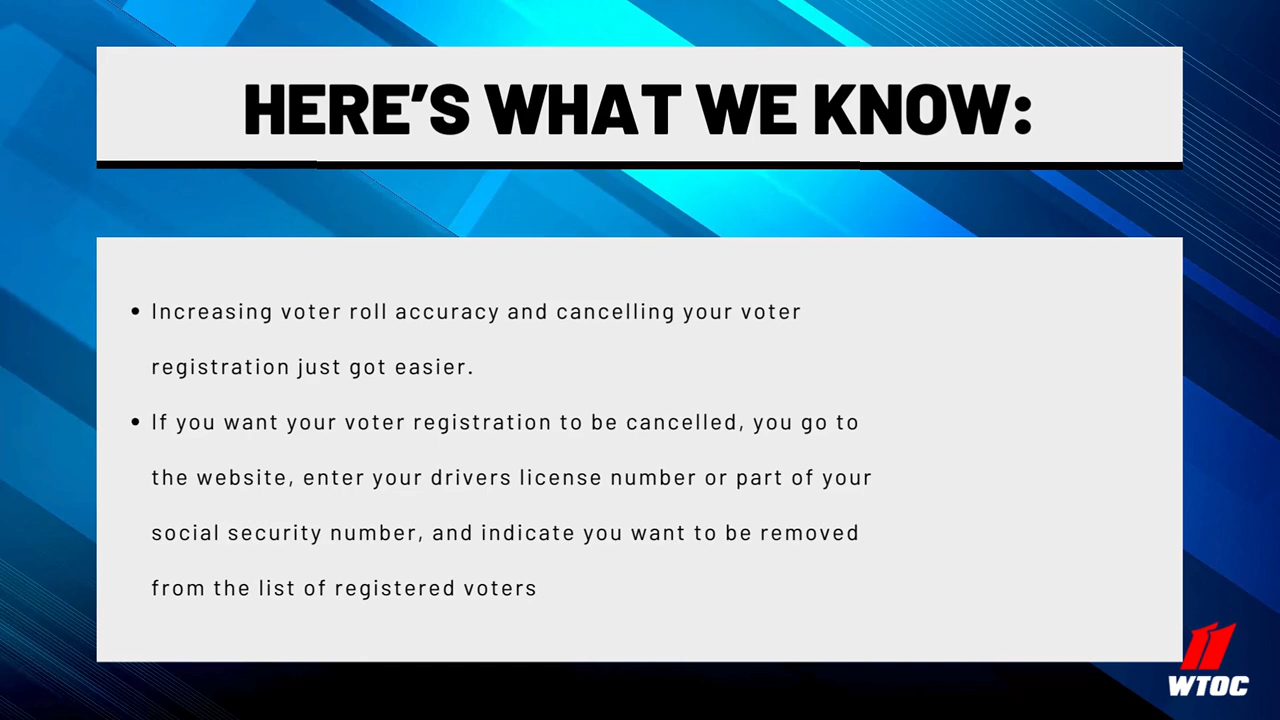 HERE’S WHAT WE KNOW:
• Increasing voter roll accuracy and cancelling your voter
registration just got easier.
• If you want your voter registration to be cancelled, you go to
the website, enter your drivers license number or part of your
social security number, and indicate you want to be removed
from the list of registered voters
11
WTOC